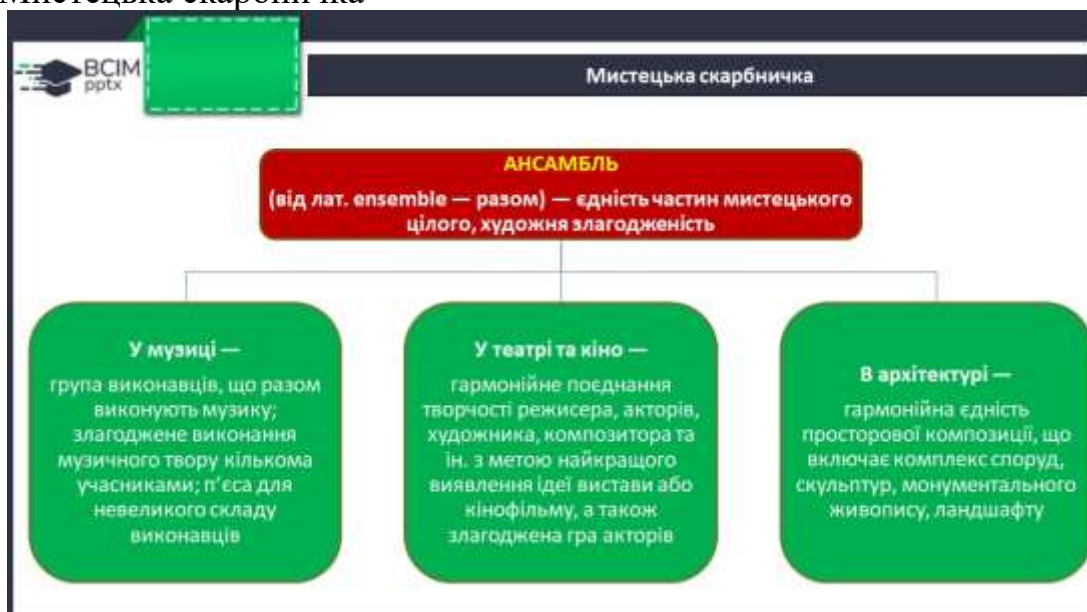 Мистецька скарбничка
BCIM
pptx
Мистецька скарбничка
АНСАМБЛЬ
(від лат. ensemble — разом) — єдність частин мистецького
цілого, художня злагодженість
У музиці —
група виконавців, що разом
виконують музику;
злагоджене виконання
музичного твору кількома
учасниками; п’єса для
невеликого складу
виконавців
У театрі та кіно —
гармонійне поєднання
творчості режисера, акторів,
художника, композитора та
ін. з метою найкращого
виявлення ідеї вистави або
кінофільму, а також
злагоджена гра акторів
В архітектурі —
гармонійна єдність
просторової композиції, що
включає комплекс споруд,
скульптур, монументального
живопису, ландшафту